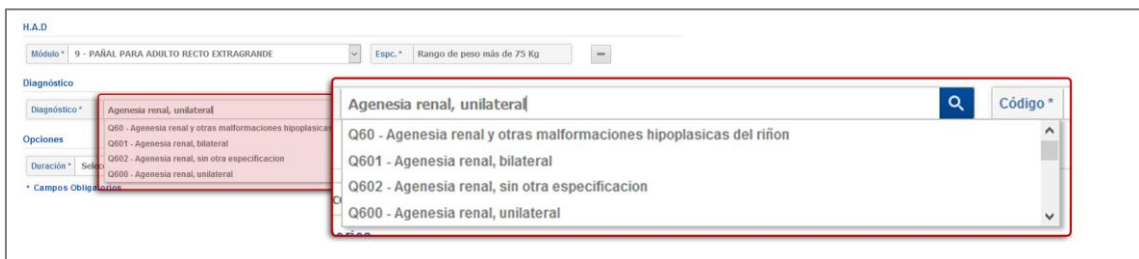 H.A.D
Módulo * 9 - PAÑAL PARA ADULTO RECTO EXTRAGRANDE Espc. * Rango de peso más de 75 Kg
Diagnóstico
Diagnóstico * Agenesia renal, unilateral
Q60 - Agenesia renal y otras malformaciones hipoplasicas
Q601 - Agenesia renal, bilateral
Q602 - Agenesia renal, sin otra especificacion
Q600 - Agenesia renal, unilateral
Opciones
Duración * Selec
* Campos Obligatorios
Agenesia renal, unilateral Código *
Q60 - Agenesia renal y otras malformaciones hipoplasicas del riñon
Q601 - Agenesia renal, bilateral
Q602 - Agenesia renal, sin otra especificacion
Q600 - Agenesia renal, unilateral